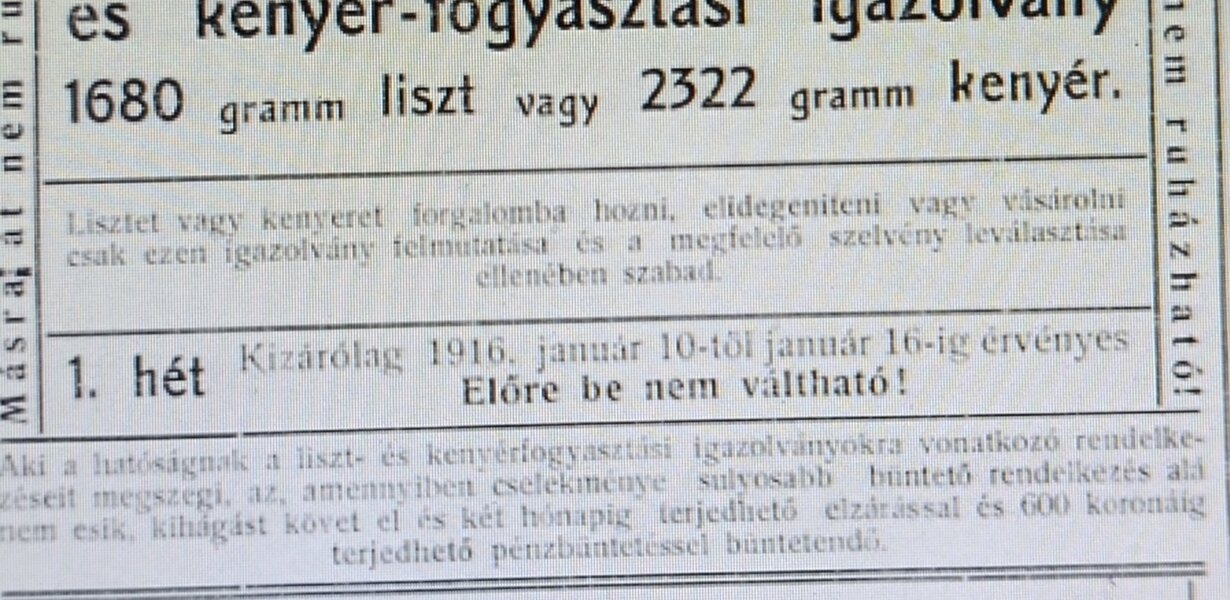 és kenyér-fogyasztási igazolvány
1680 gramm liszt vagy 2322 gramm kenyér.
Lisztet vagy kenyeret forgalomba hozni, elidegeniteni vagy vásárolni
csak ezen igazolvány felmutatása és a megfelelő szelvény leválasztása
ellenében szabad.
1. hét
Kizárólag 1916. január 10-től január 16-ig érvényes
Előre be nem váltható!
Aki a hatóságnak a liszt- és kenyérfogyasztási igazolványokra vonatkozó rendelke-
zéseit megszegi, az, amennyiben cselekménye sulyosabb büntető rendelkezés alá
nem esik, kihágást követ el és két hónapig terjedhető elzárással és 600 koronáig
terjedhető pénzbüntetéssel büntetendő.
Másra át nem ru
nem ruházható!